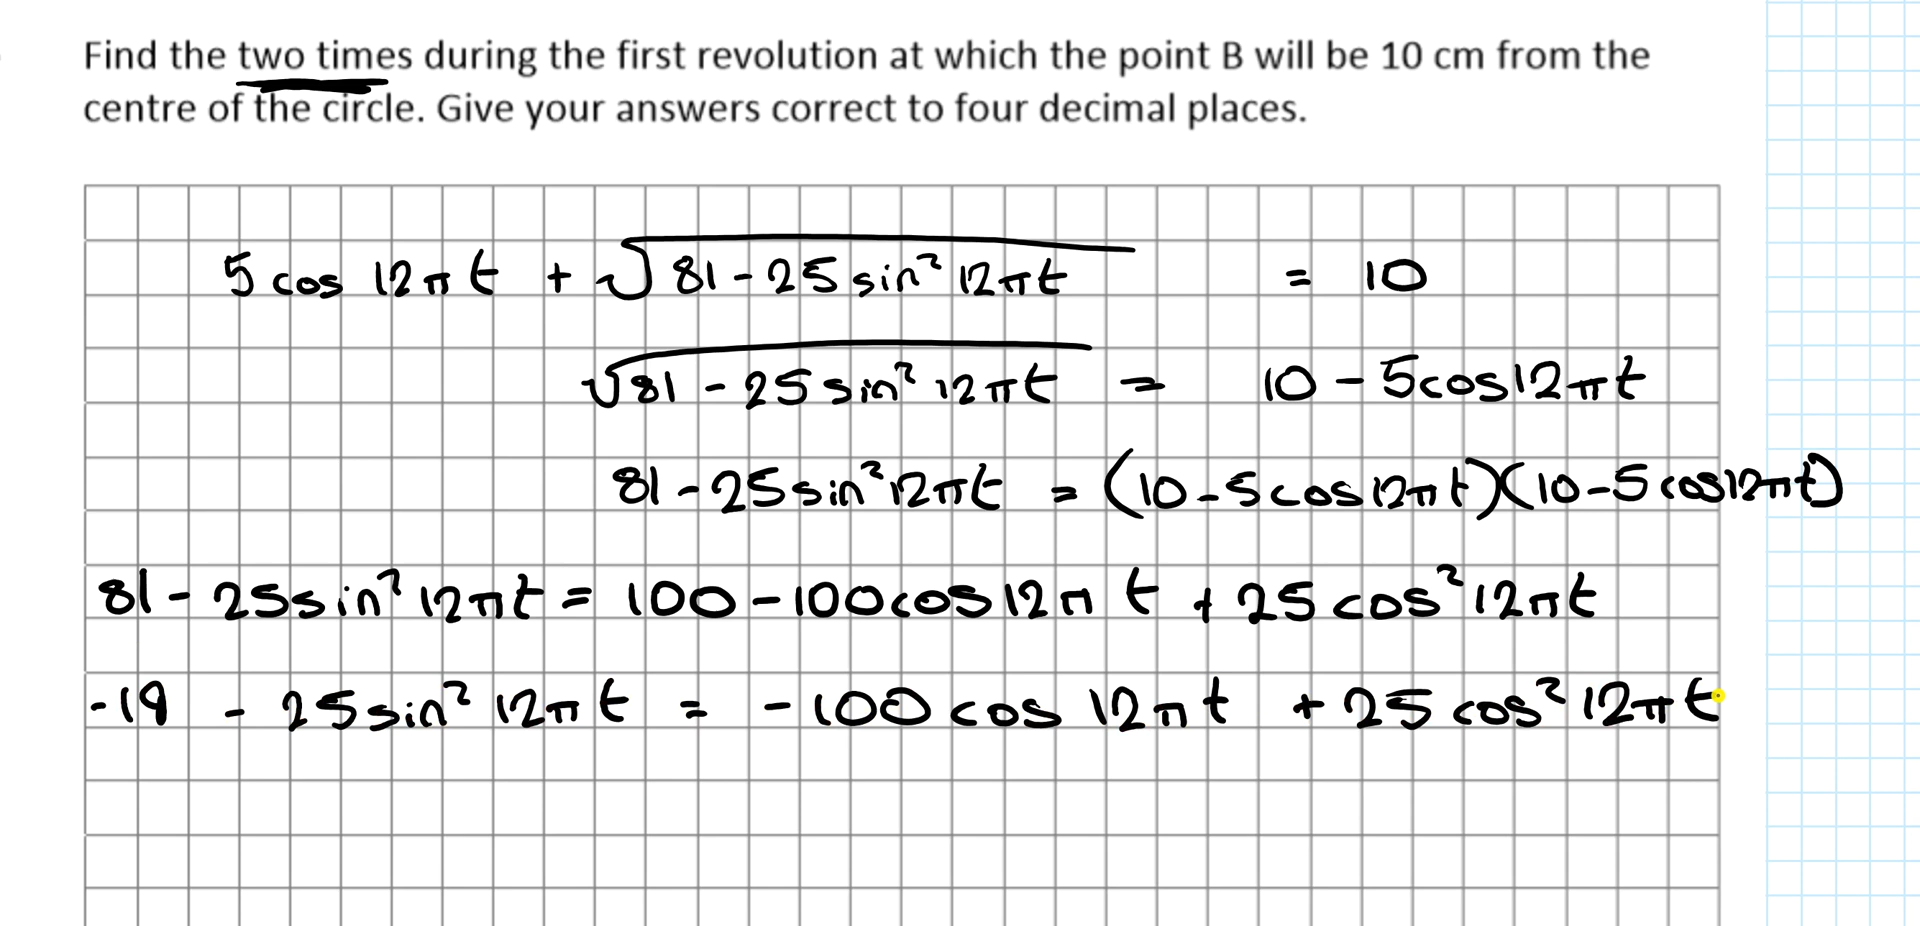 Find the two times during the first revolution at which the point B will be 10 cm from the
centre of the circle. Give your answers correct to four decimal places.
5 cos 12πt + √81 - 25 sin² 12πt = 10
√81 - 25 sin² 12πt = 10 - 5cos12πt
81 - 25sin²12πt = (10-5cos12πt)(10-5cos12πt)
81 - 25sin² 12πt = 100-100cos12πt + 25cos²12πt
-19 - 25sin² 12πt = -100 cos 12πt + 25 cos² 12πt